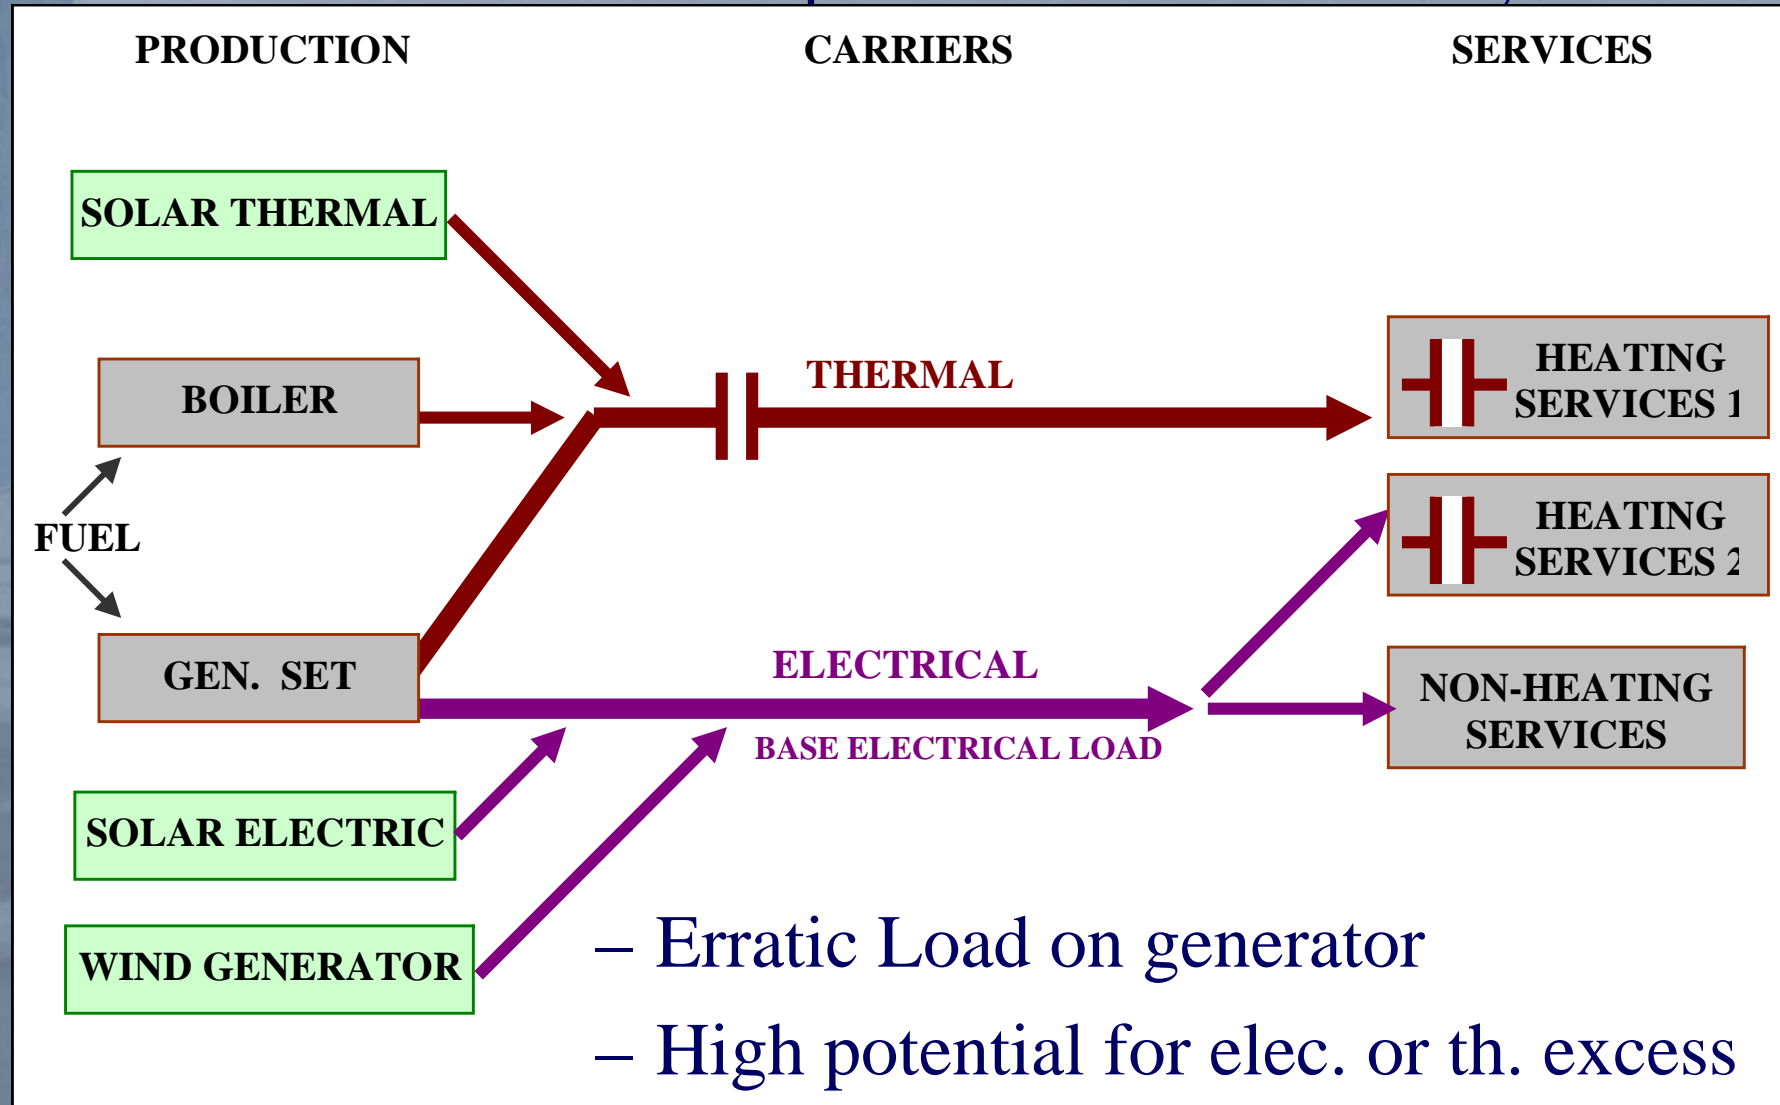 PRODUCTION
CARRIERS
SERVICES
SOLAR THERMAL
BOILER
THERMAL
HEATING
SERVICES 1
FUEL
HEATING
SERVICES 2
GEN. SET
ELECTRICAL
BASE ELECTRICAL LOAD
NON-HEATING
SERVICES
SOLAR ELECTRIC
WIND GENERATOR
– Erratic Load on generator
– High potential for elec. or th. excess